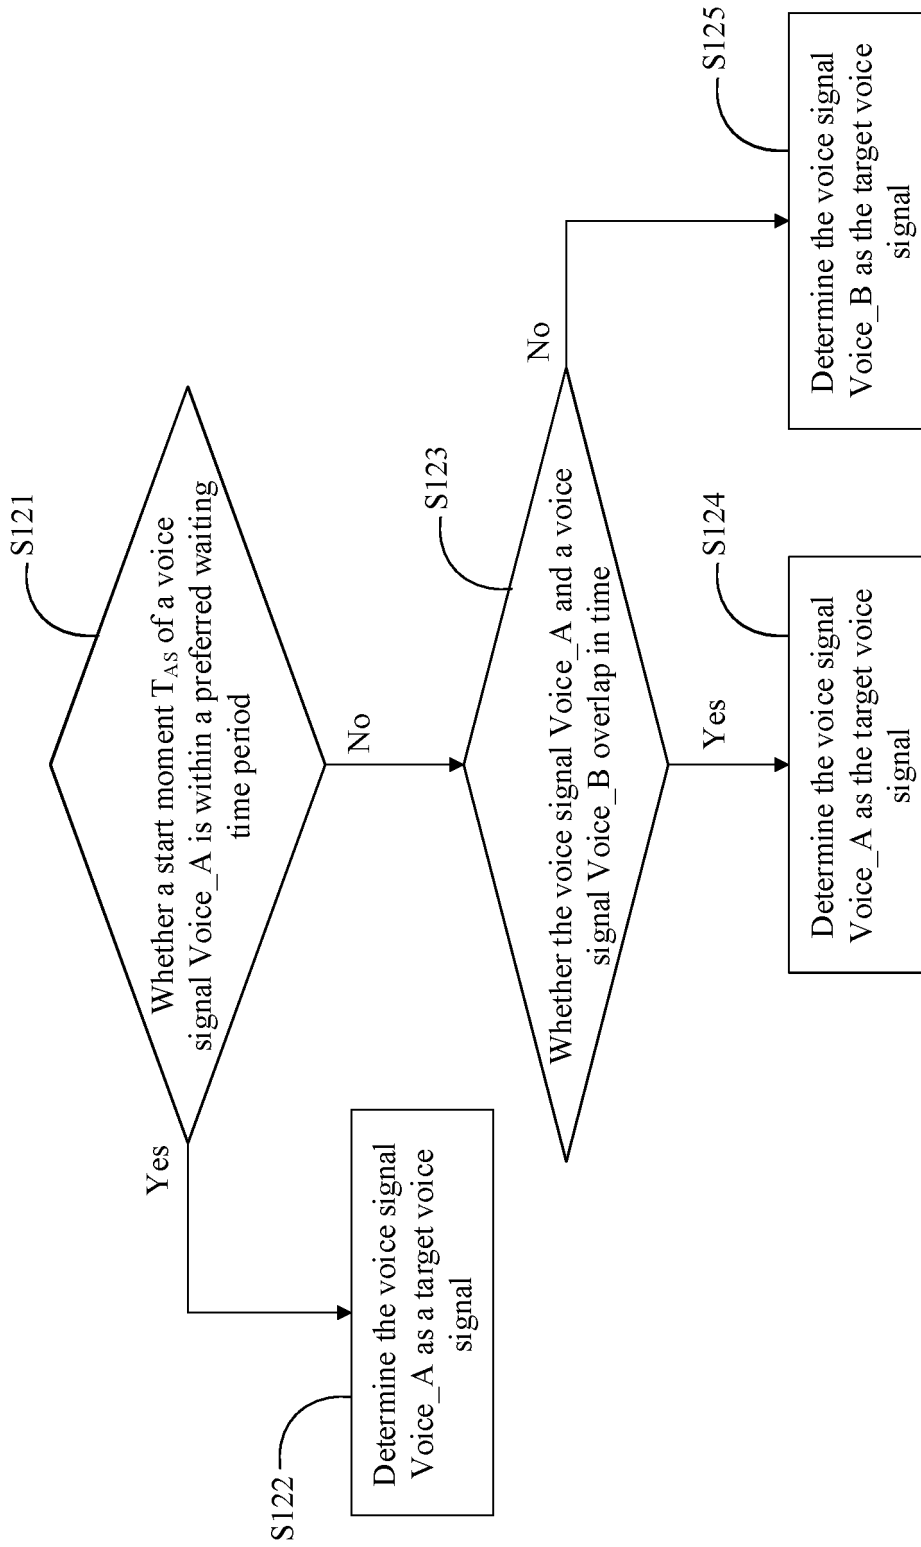 S121
Whether a start moment TAS of a voice
signal Voice_A is within a preferred waiting
time period
Yes
No
S122
Determine the voice signal
Voice_A as a target voice
signal
S123
Whether the voice signal Voice_A and a voice
signal Voice_B overlap in time
No
Yes
S124
Determine the voice signal
Voice_A as the target voice
signal
S125
Determine the voice signal
Voice_B as the target voice
signal